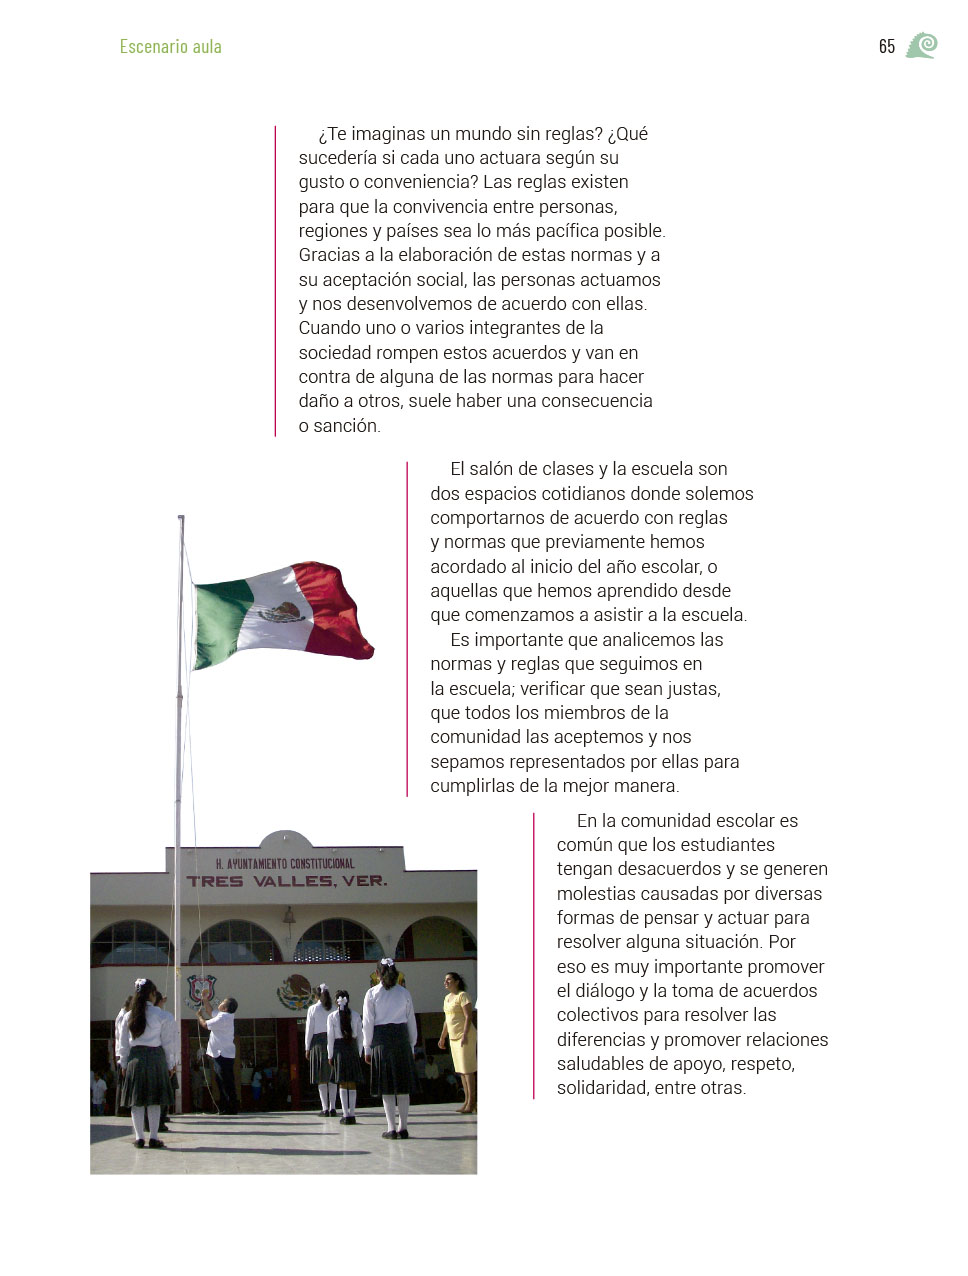 Escenario aula
65
¿Te imaginas un mundo sin reglas? ¿Qué
sucedería si cada uno actuara según su
gusto o conveniencia? Las reglas existen
para que la convivencia entre personas,
regiones y países sea lo más pacífica posible.
Gracias a la elaboración de estas normas y a
su aceptación social, las personas actuamos
y nos desenvolvemos de acuerdo con ellas.
Cuando uno o varios integrantes de la
sociedad rompen estos acuerdos y van en
contra de alguna de las normas para hacer
daño a otros, suele haber una consecuencia
o sanción.
El salón de clases y la escuela son
dos espacios cotidianos donde solemos
comportarnos de acuerdo con reglas
y normas que previamente hemos
acordado al inicio del año escolar, o
aquellas que hemos aprendido desde
que comenzamos a asistir a la escuela.
Es importante que analicemos las
normas y reglas que seguimos en
la escuela; verificar que sean justas,
que todos los miembros de la
comunidad las aceptemos y nos
sepamos representados por ellas para
cumplirlas de la mejor manera.
En la comunidad escolar es
común que los estudiantes
tengan desacuerdos y se generen
molestias causadas por diversas
formas de pensar y actuar para
resolver alguna situación. Por
eso es muy importante promover
el diálogo y la toma de acuerdos
colectivos para resolver las
diferencias y promover relaciones
saludables de apoyo, respeto,
solidaridad, entre otras.
H. AYUNTAMIENTO CONSTITUCIONAL
TRES VALLES, VER.